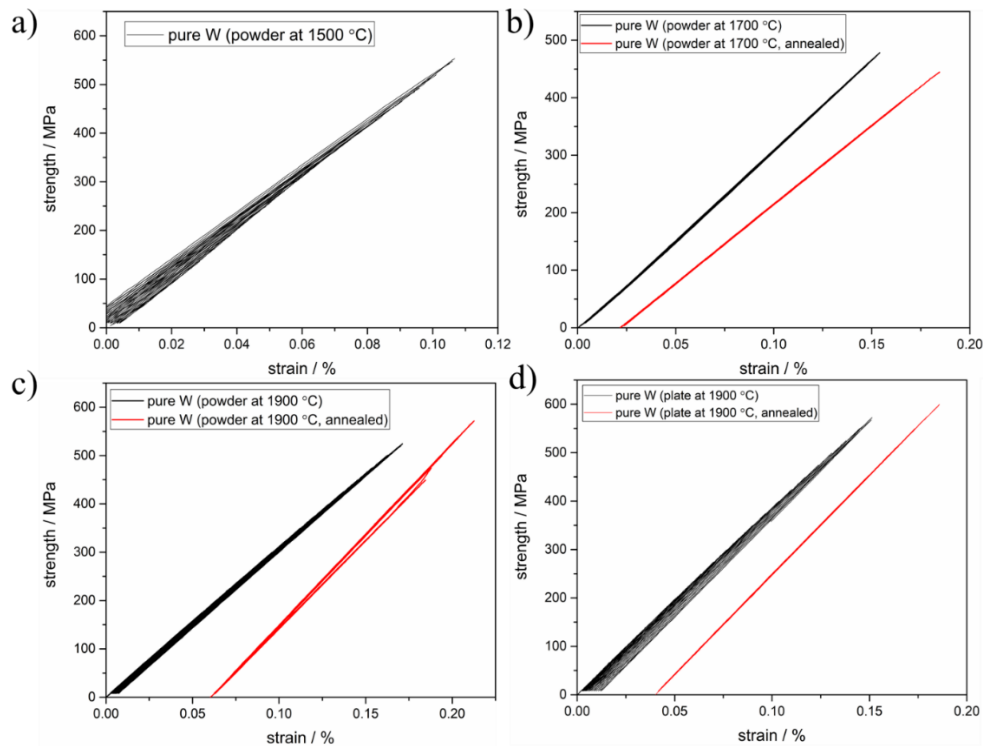 a)
pure W (powder at 1500 °C)
600
500
400
300
200
100
0
strength / MPa
0.00 0.02 0.04 0.06 0.08 0.10 0.12
strain / %
b)
pure W (powder at 1700 °C)
pure W (powder at 1700 °C, annealed)
500
400
300
200
100
0
strength / MPa
0.00 0.05 0.10 0.15 0.20
strain / %
c)
pure W (powder at 1900 °C)
pure W (powder at 1900 °C, annealed)
600
500
400
300
200
100
0
strength / MPa
0.00 0.05 0.10 0.15 0.20
strain / %
d)
pure W (plate at 1900 °C)
pure W (plate at 1900 °C, annealed)
600
500
400
300
200
100
0
strength / MPa
0.00 0.05 0.10 0.15 0.20
strain / %